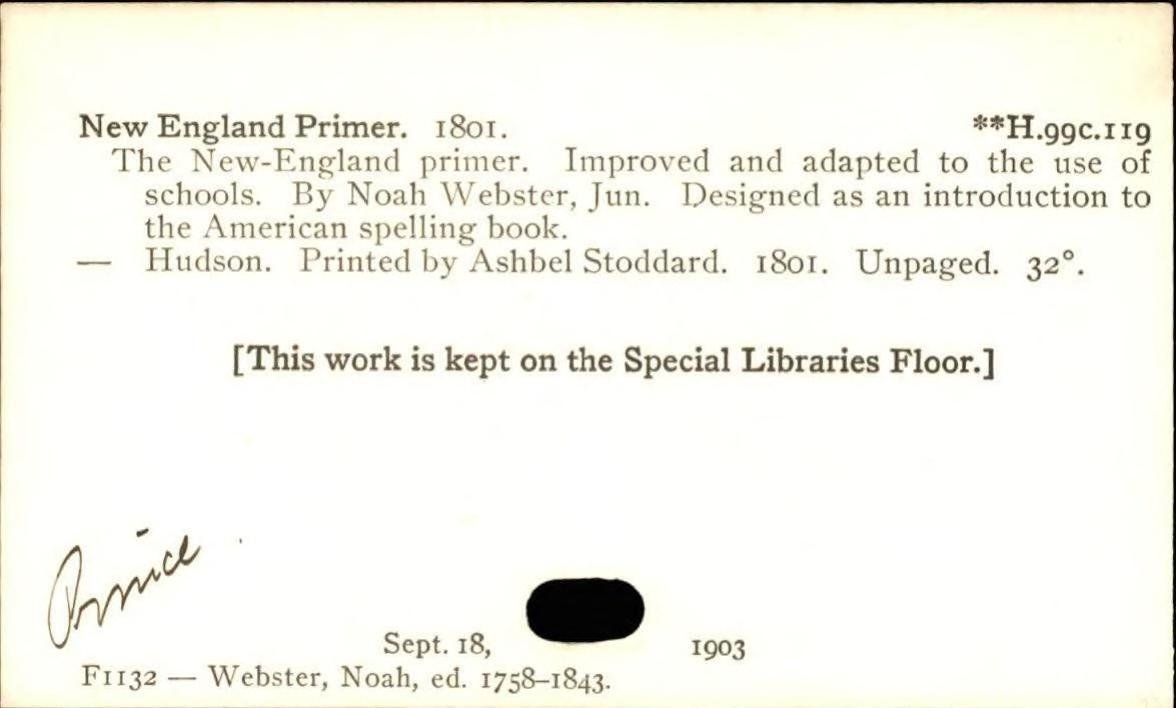 New England Primer. 1801. **H.99c.119
The New-England primer. Improved and adapted to the use of
schools. By Noah Webster, Jun. Designed as an introduction to
the American spelling book.
— Hudson. Printed by Ashbel Stoddard. 1801. Unpaged. 32°.
[This work is kept on the Special Libraries Floor.]
Prince
Sept. 18, 1903
F1132 — Webster, Noah, ed. 1758–1843.